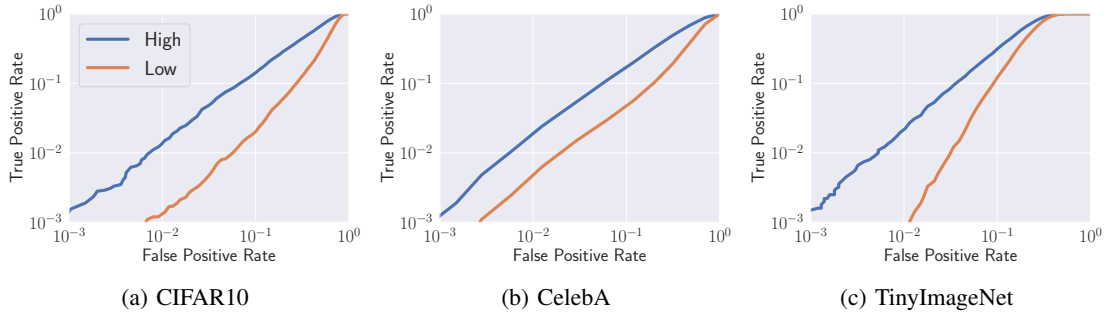 High
Low
True Positive Rate
10^0
10^-1
10^-2
10^-3
10^-3 10^-2 10^-1 10^0
False Positive Rate
(a) CIFAR10
True Positive Rate
10^0
10^-1
10^-2
10^-3
10^-3 10^-2 10^-1 10^0
False Positive Rate
(b) CelebA
True Positive Rate
10^0
10^-1
10^-2
10^-3
10^-3 10^-2 10^-1 10^0
False Positive Rate
(c) TinyImageNet